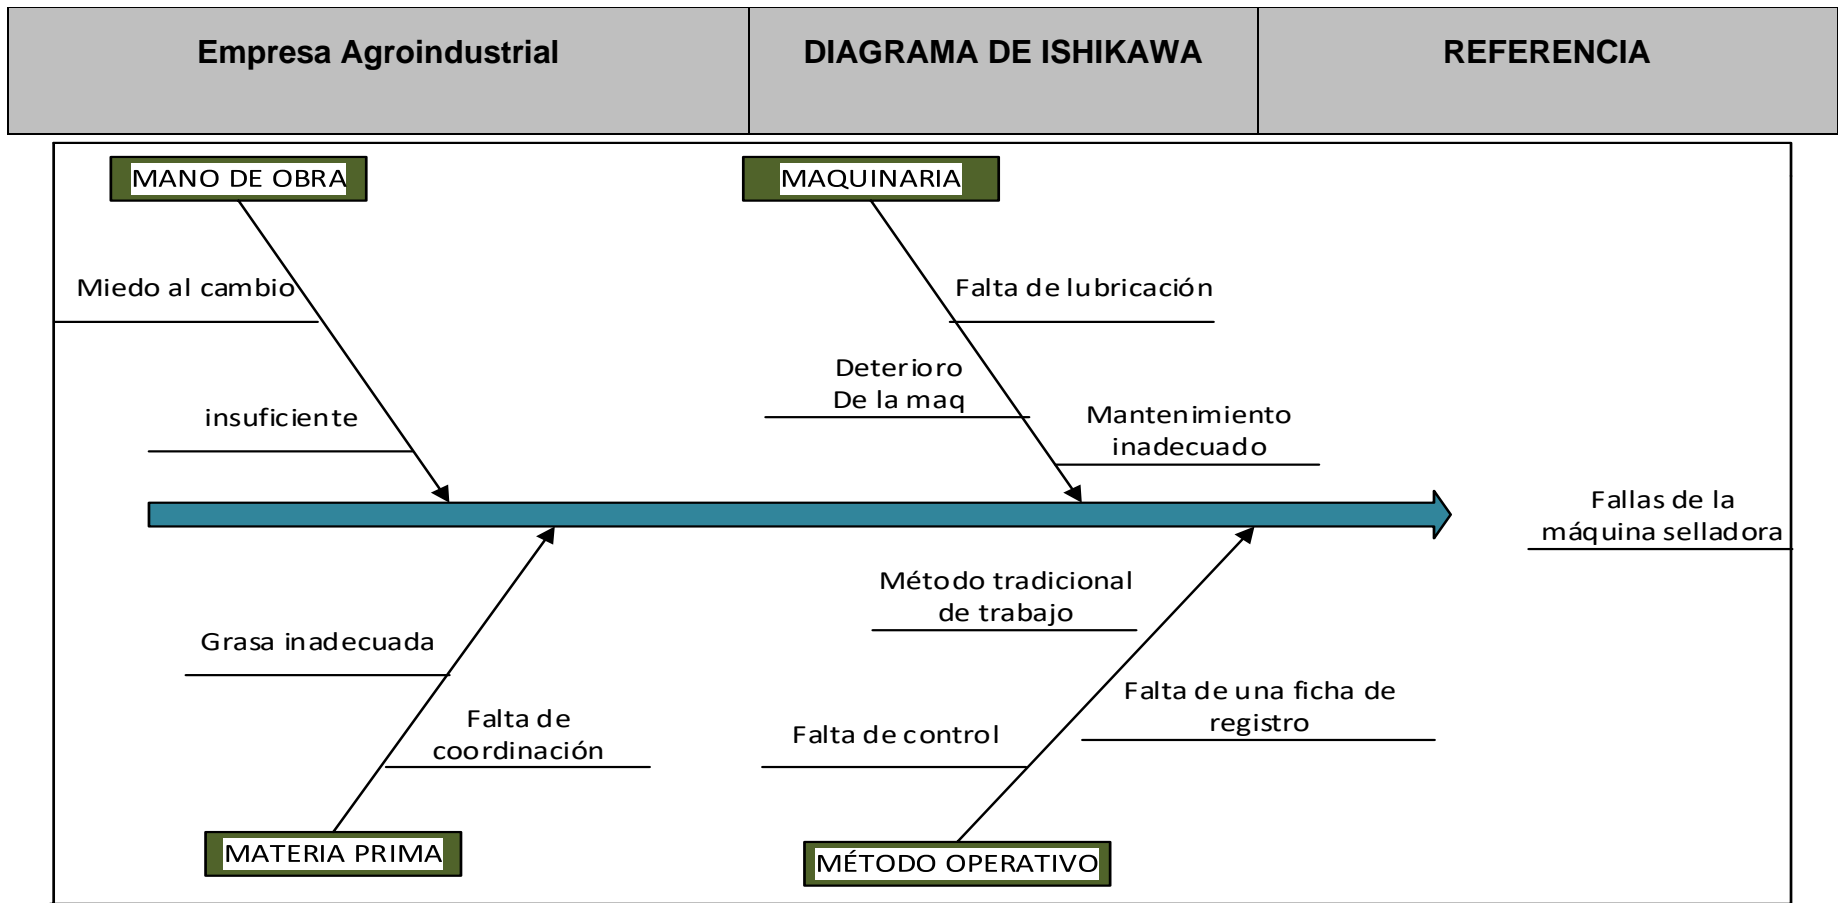 Empresa Agroindustrial
DIAGRAMA DE ISHIKAWA
REFERENCIA
MANO DE OBRA
MAQUINARIA
Miedo al cambio
Falta de lubricación
Deterioro
De la maq
insuficiente
Mantenimiento
inadecuado
Fallas de la
máquina selladora
Método tradicional
de trabajo
Grasa inadecuada
Falta de una ficha de
registro
Falta de
coordinación
Falta de control
MATERIA PRIMA
MÉTODO OPERATIVO